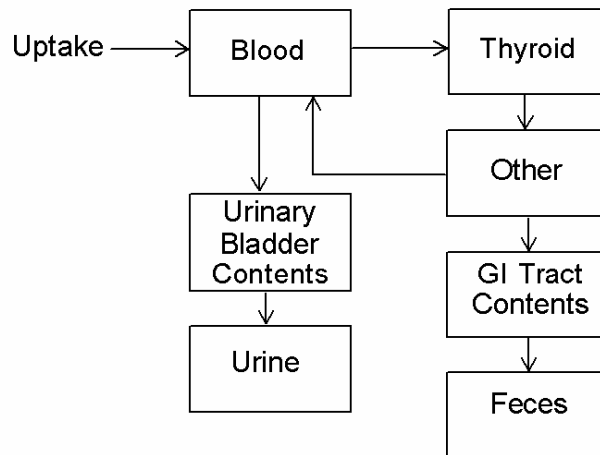 Uptake
Blood
Thyroid
Other
Urinary
Bladder
Contents
GI Tract
Contents
Urine
Feces